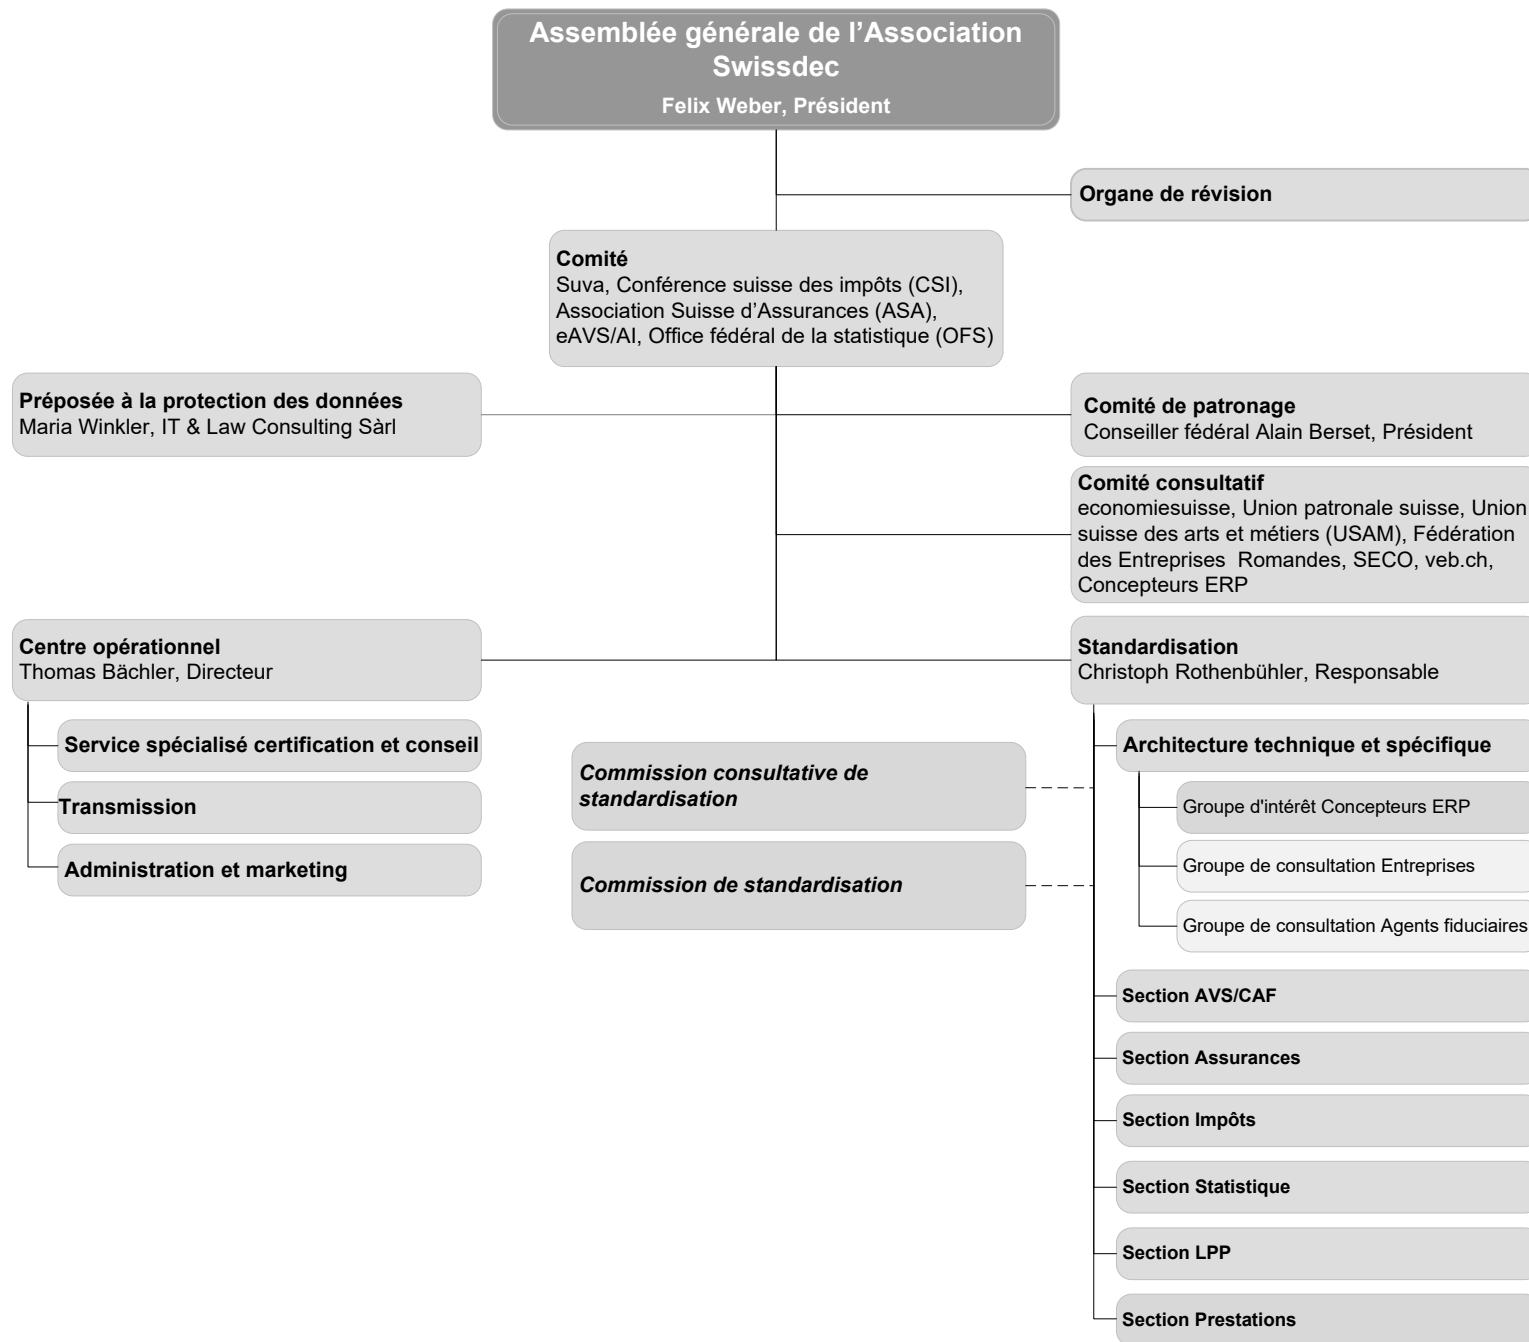 Assemblée générale de l’Association
Swissdec
Felix Weber, Président
Organe de révision
Comité
Suva, Conférence suisse des impôts (CSI),
Association Suisse d’Assurances (ASA),
eAVS/AI, Office fédéral de la statistique (OFS)
Préposée à la protection des données
Maria Winkler, IT & Law Consulting Sàrl
Comité de patronage
Conseiller fédéral Alain Berset, Président
Comité consultatif
economiesuisse, Union patronale suisse, Union
suisse des arts et métiers (USAM), Fédération
des Entreprises  Romandes, SECO, veb.ch,
Concepteurs ERP
Centre opérationnel
Thomas Bächler, Directeur
Service spécialisé certification et conseil
Transmission
Administration et marketing
Commission consultative de
standardisation
Commission de standardisation
Standardisation
Christoph Rothenbühler, Responsable
Architecture technique et spécifique
Groupe d'intérêt Concepteurs ERP
Groupe de consultation Entreprises
Groupe de consultation Agents fiduciaires
Section AVS/CAF
Section Assurances
Section Impôts
Section Statistique
Section LPP
Section Prestations